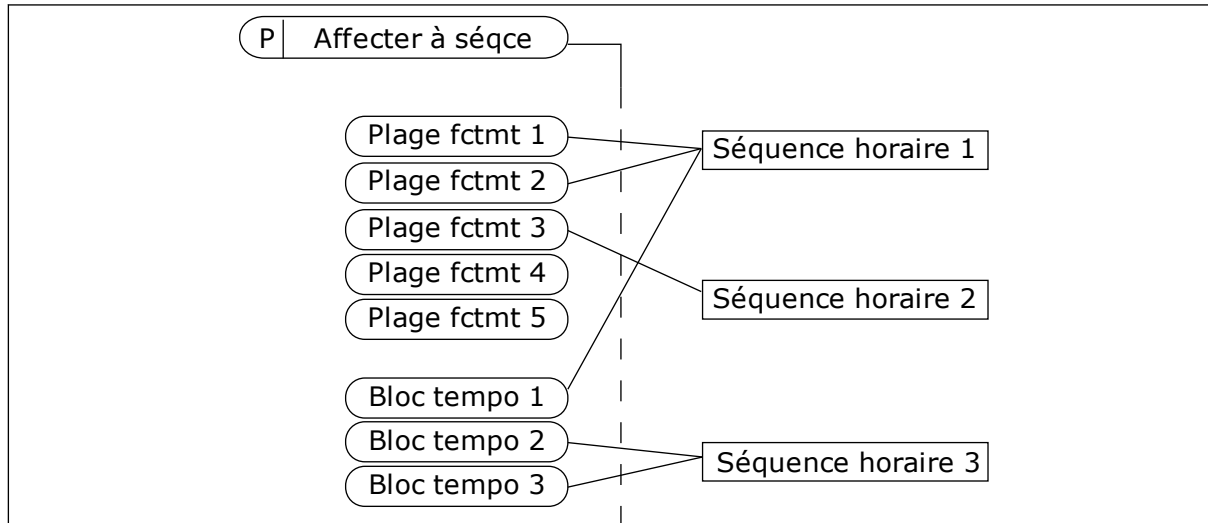 P Affecter à séqce
Plage fctmt 1
Séquence horaire 1
Plage fctmt 2
Plage fctmt 3
Plage fctmt 4
Séquence horaire 2
Plage fctmt 5
Bloc tempo 1
Bloc tempo 2
Séquence horaire 3
Bloc tempo 3